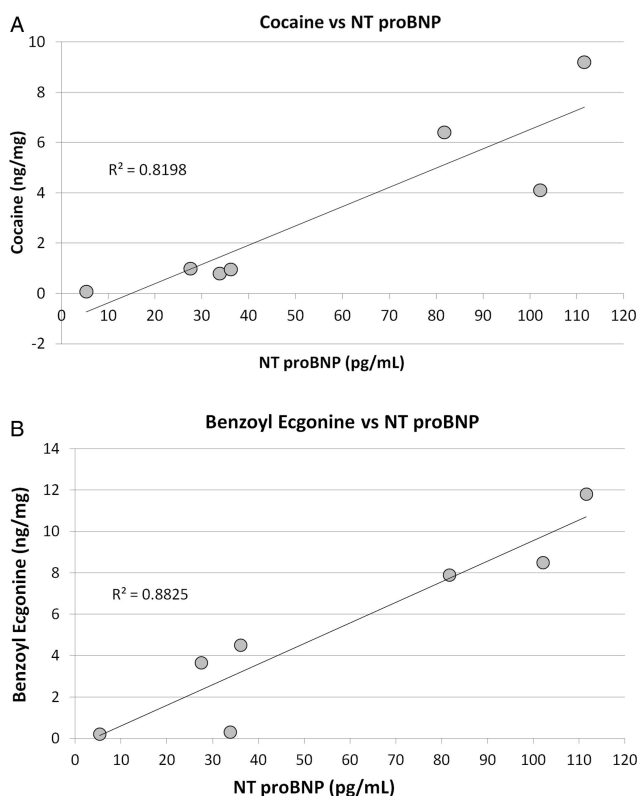 A
Cocaine vs NT proBNP
10
8
6
4
2
0
-2
Cocaine (ng/mg)
R² = 0.8198
0 10 20 30 40 50 60 70 80 90 100 110 120
NT proBNP (pg/mL)
B
Benzoyl Ecgonine vs NT proBNP
14
12
10
8
6
4
2
0
Benzoyl Ecgonine (ng/mg)
R² = 0.8825
0 10 20 30 40 50 60 70 80 90 100 110 120
NT proBNP (pg/mL)